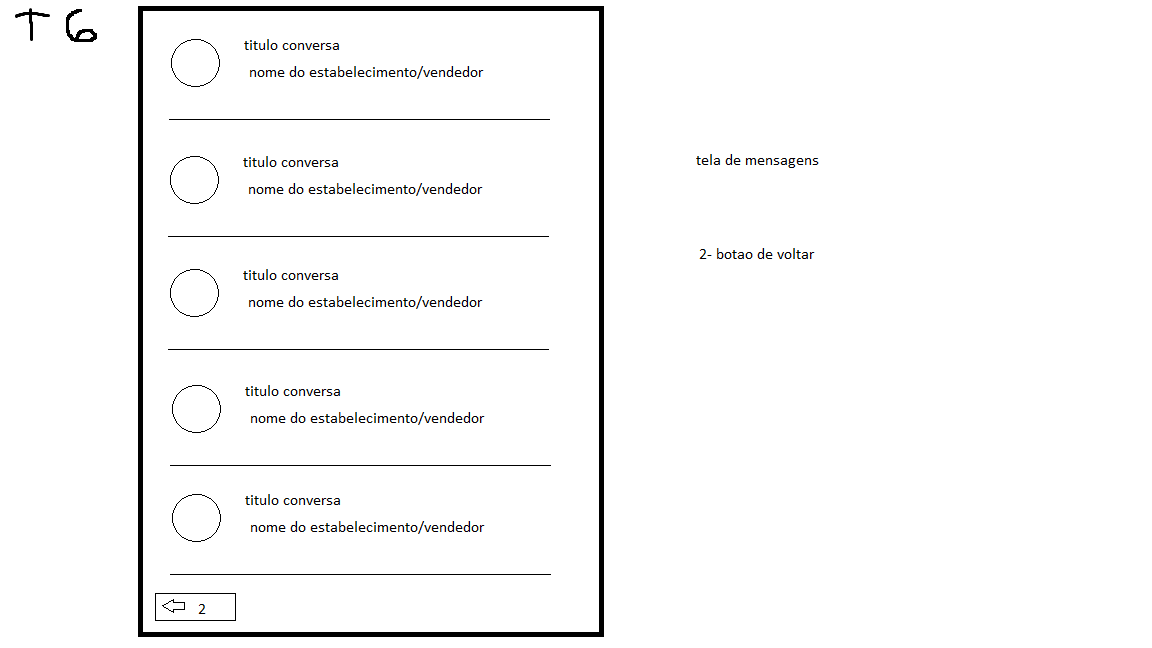 T 6
titulo conversa
nome do estabelecimento/vendedor
titulo conversa
nome do estabelecimento/vendedor
titulo conversa
nome do estabelecimento/vendedor
titulo conversa
nome do estabelecimento/vendedor
titulo conversa
nome do estabelecimento/vendedor
2
tela de mensagens
2- botao de voltar